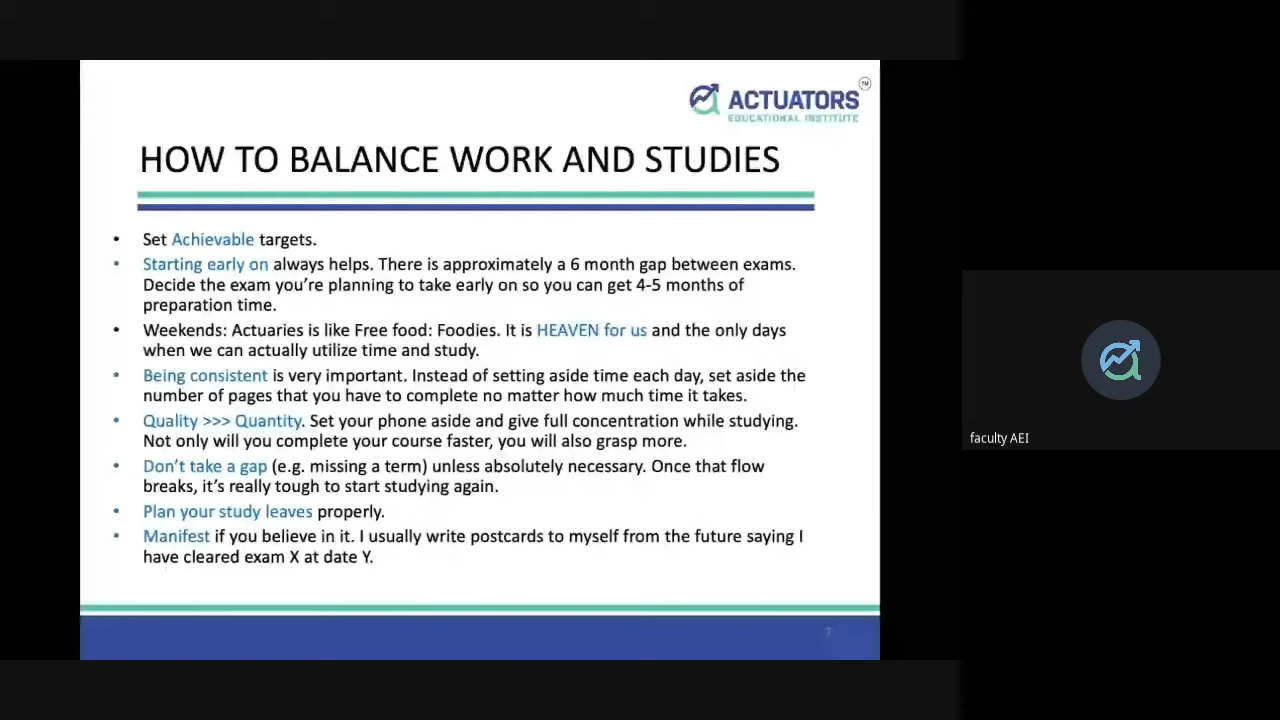 ACTUATORS
TM
EDUCATIONAL INSTITUTE
HOW TO BALANCE WORK AND STUDIES
• Set Achievable targets.
• Starting early on always helps. There is approximately a 6 month gap between exams.
Decide the exam you’re planning to take early on so you can get 4-5 months of
preparation time.
• Weekends: Actuaries is like Free food: Foodies. It is HEAVEN for us and the only days
when we can actually utilize time and study.
• Being consistent is very important. Instead of setting aside time each day, set aside the
number of pages that you have to complete no matter how much time it takes.
• Quality >>> Quantity. Set your phone aside and give full concentration while studying.
Not only will you complete your course faster, you will also grasp more.
• Don’t take a gap (e.g. missing a term) unless absolutely necessary. Once that flow
breaks, it’s really tough to start studying again.
• Plan your study leaves properly.
• Manifest if you believe in it. I usually write postcards to myself from the future saying I
have cleared exam X at date Y.
faculty AEI